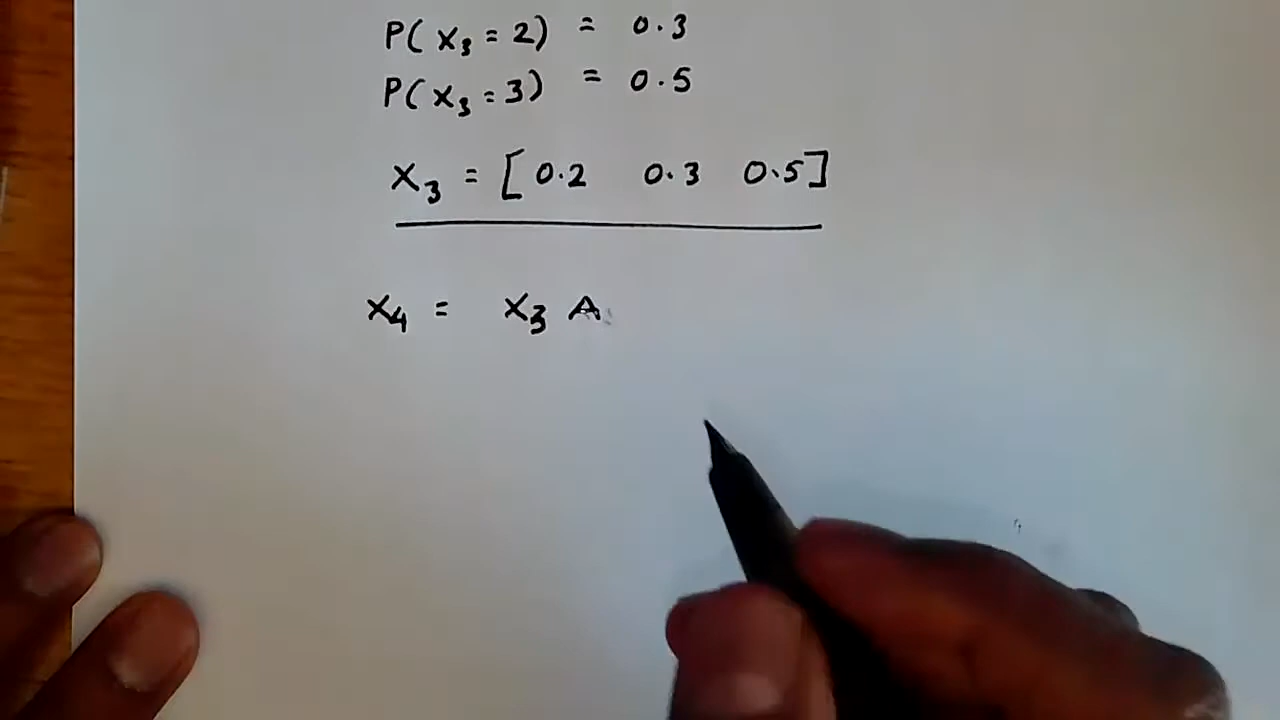 P(X₃ = 2) = 0.3
P(X₃ = 3) = 0.5
X₃ = [0.2 0.3 0.5]
X₄ = X₃ A